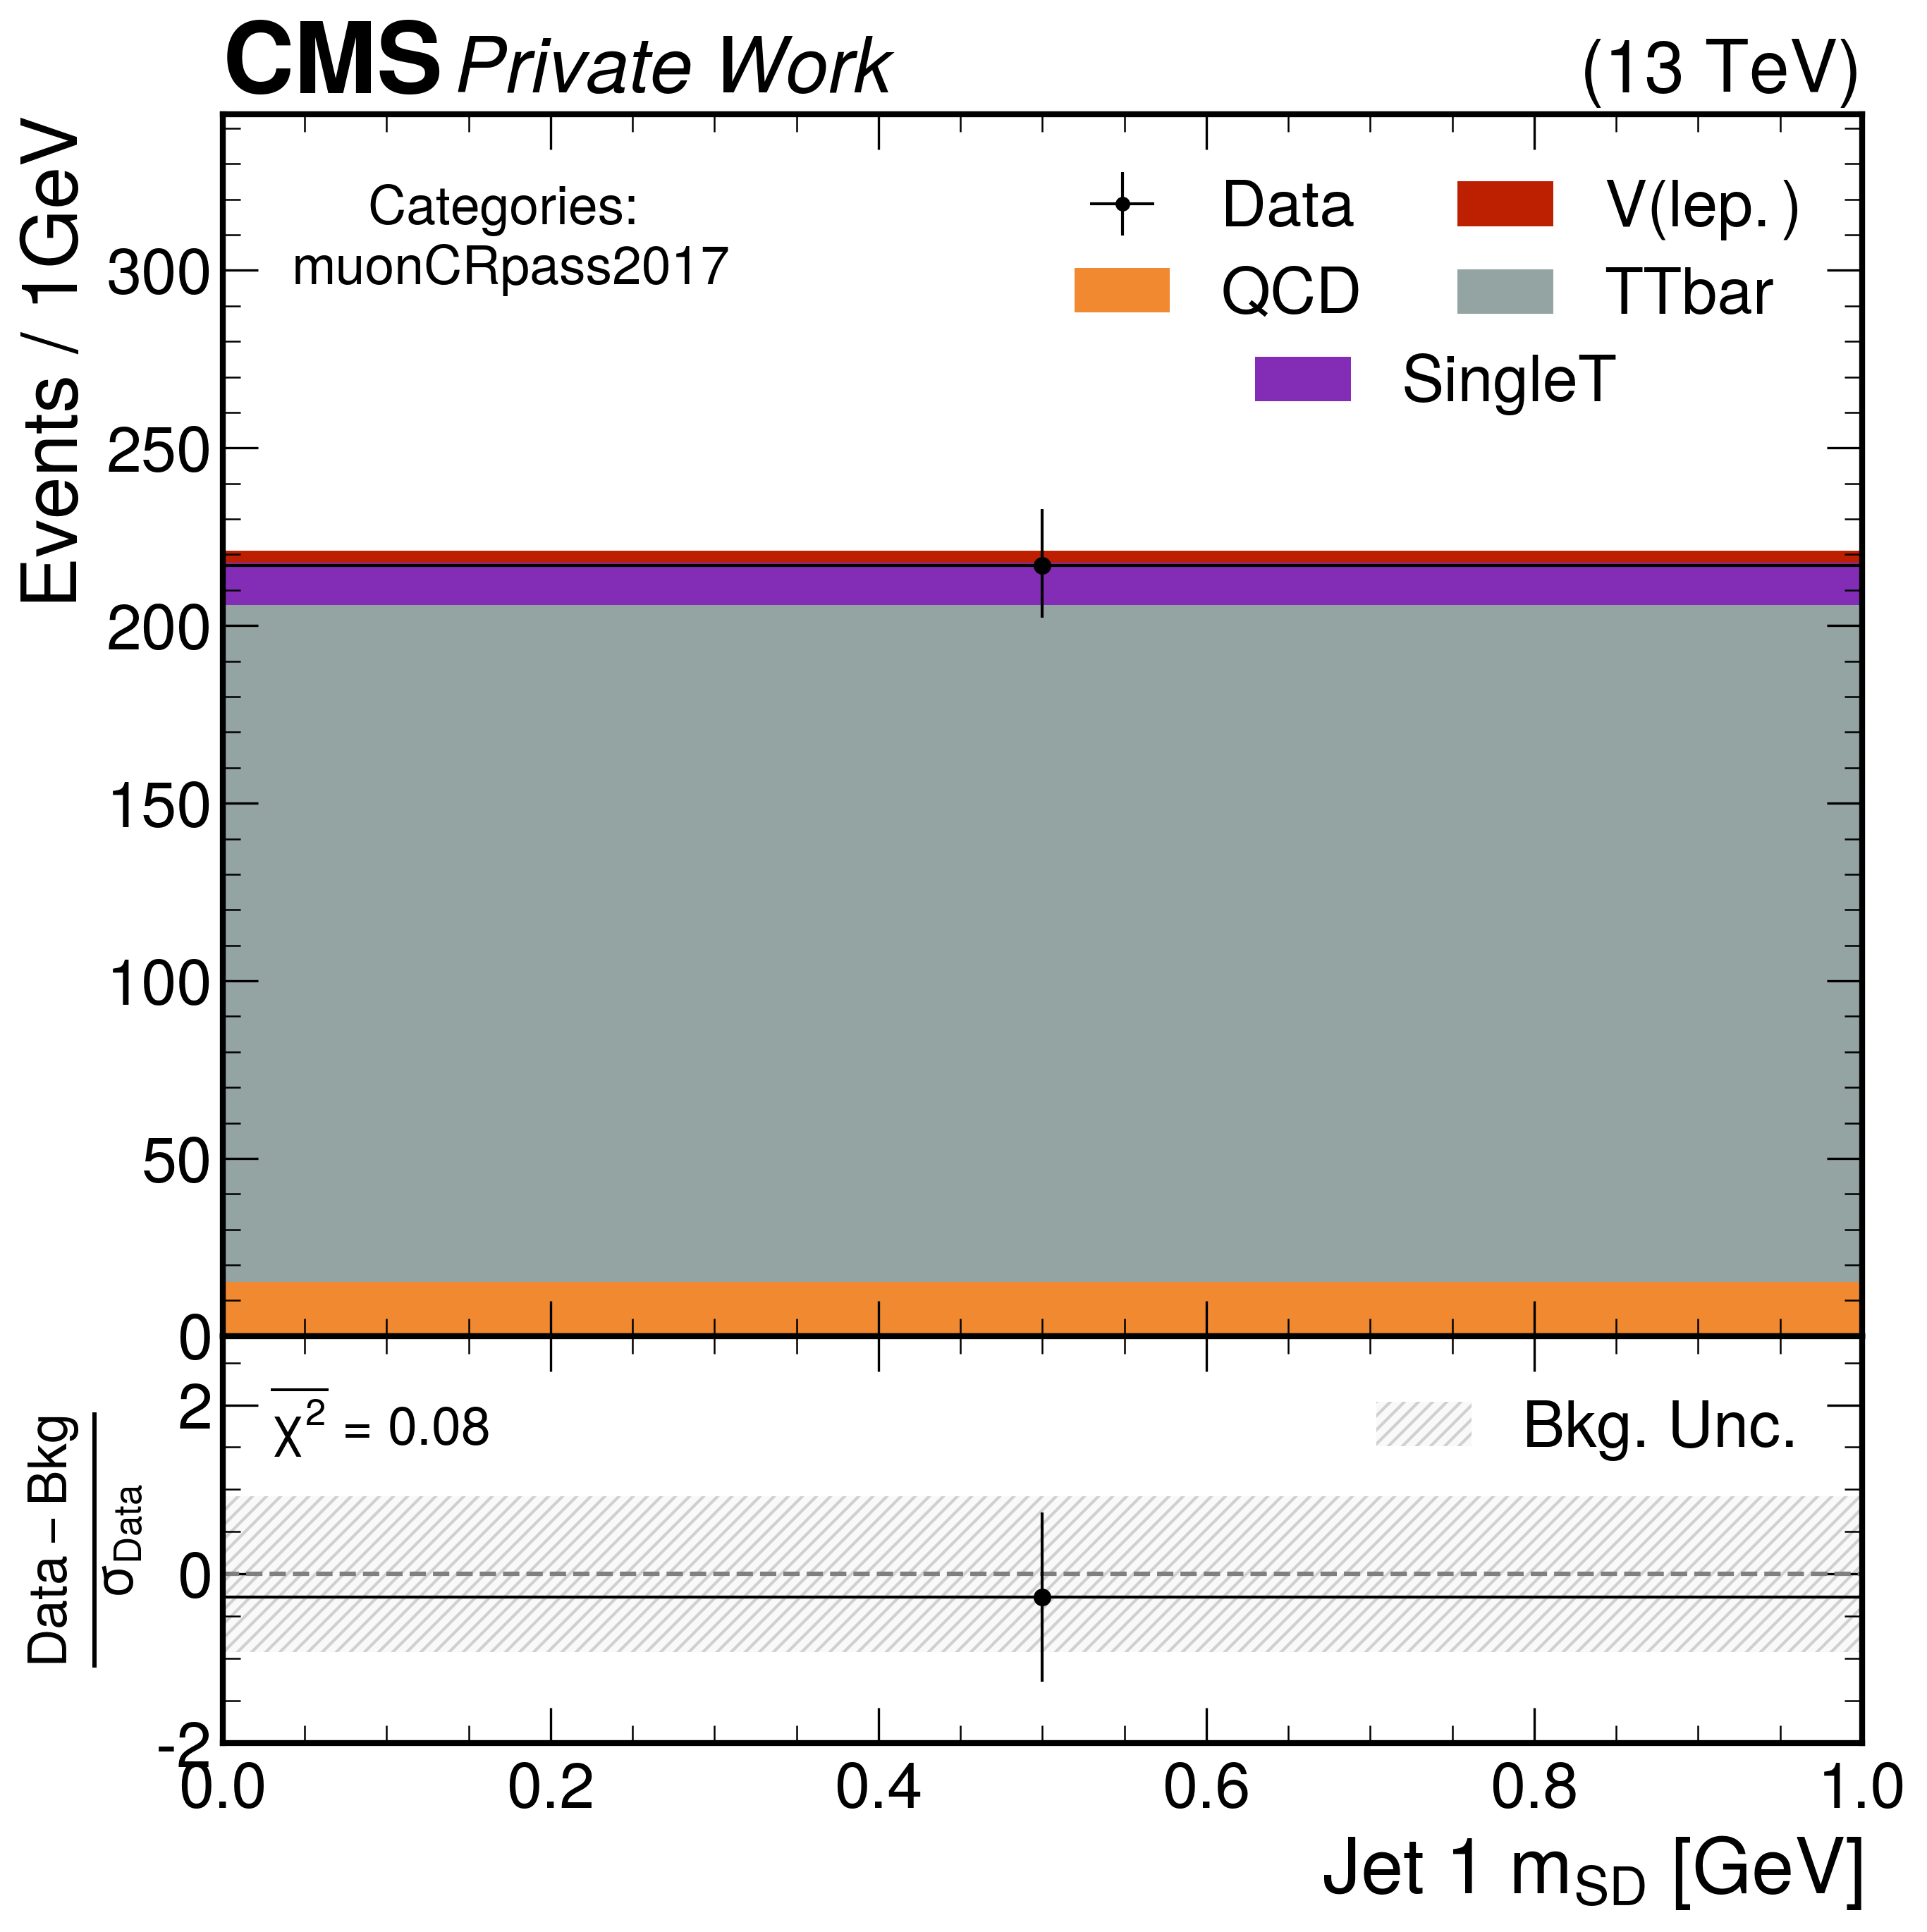 CMS Private Work (13 TeV)
Events / 1 GeV
Categories:
muonCRpass2017
Data
V(lep.)
QCD
TTbar
SingleT
300
250
200
150
100
50
0
Data – Bkg
σData
χ² = 0.08
Bkg. Unc.
2
0
-2
0.0 0.2 0.4 0.6 0.8 1.0
Jet 1 mSD [GeV]